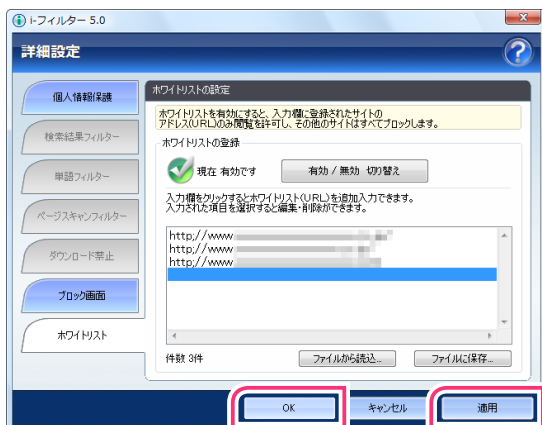 i-フィルター 5.0
詳細設定
個人情報保護
検索結果フィルター
単語フィルター
ページスキャンフィルター
ダウンロード禁止
ブロック画面
ホワイトリスト
ホワイトリストの設定
ホワイトリストを有効にすると、入力欄に登録されたサイトの
アドレス(URL)のみ閲覧を許可し、その他のサイトはすべてブロックします。
ホワイトリストの登録
現在 有効です
有効 / 無効 切り替え
入力欄をクリックするとホワイトリスト(URL)を追加入力できます。
入力された項目を選択すると編集・削除ができます。
http://www
http://www
http://www
件数 3件
ファイルから読込...
ファイルに保存...
OK
キャンセル
適用